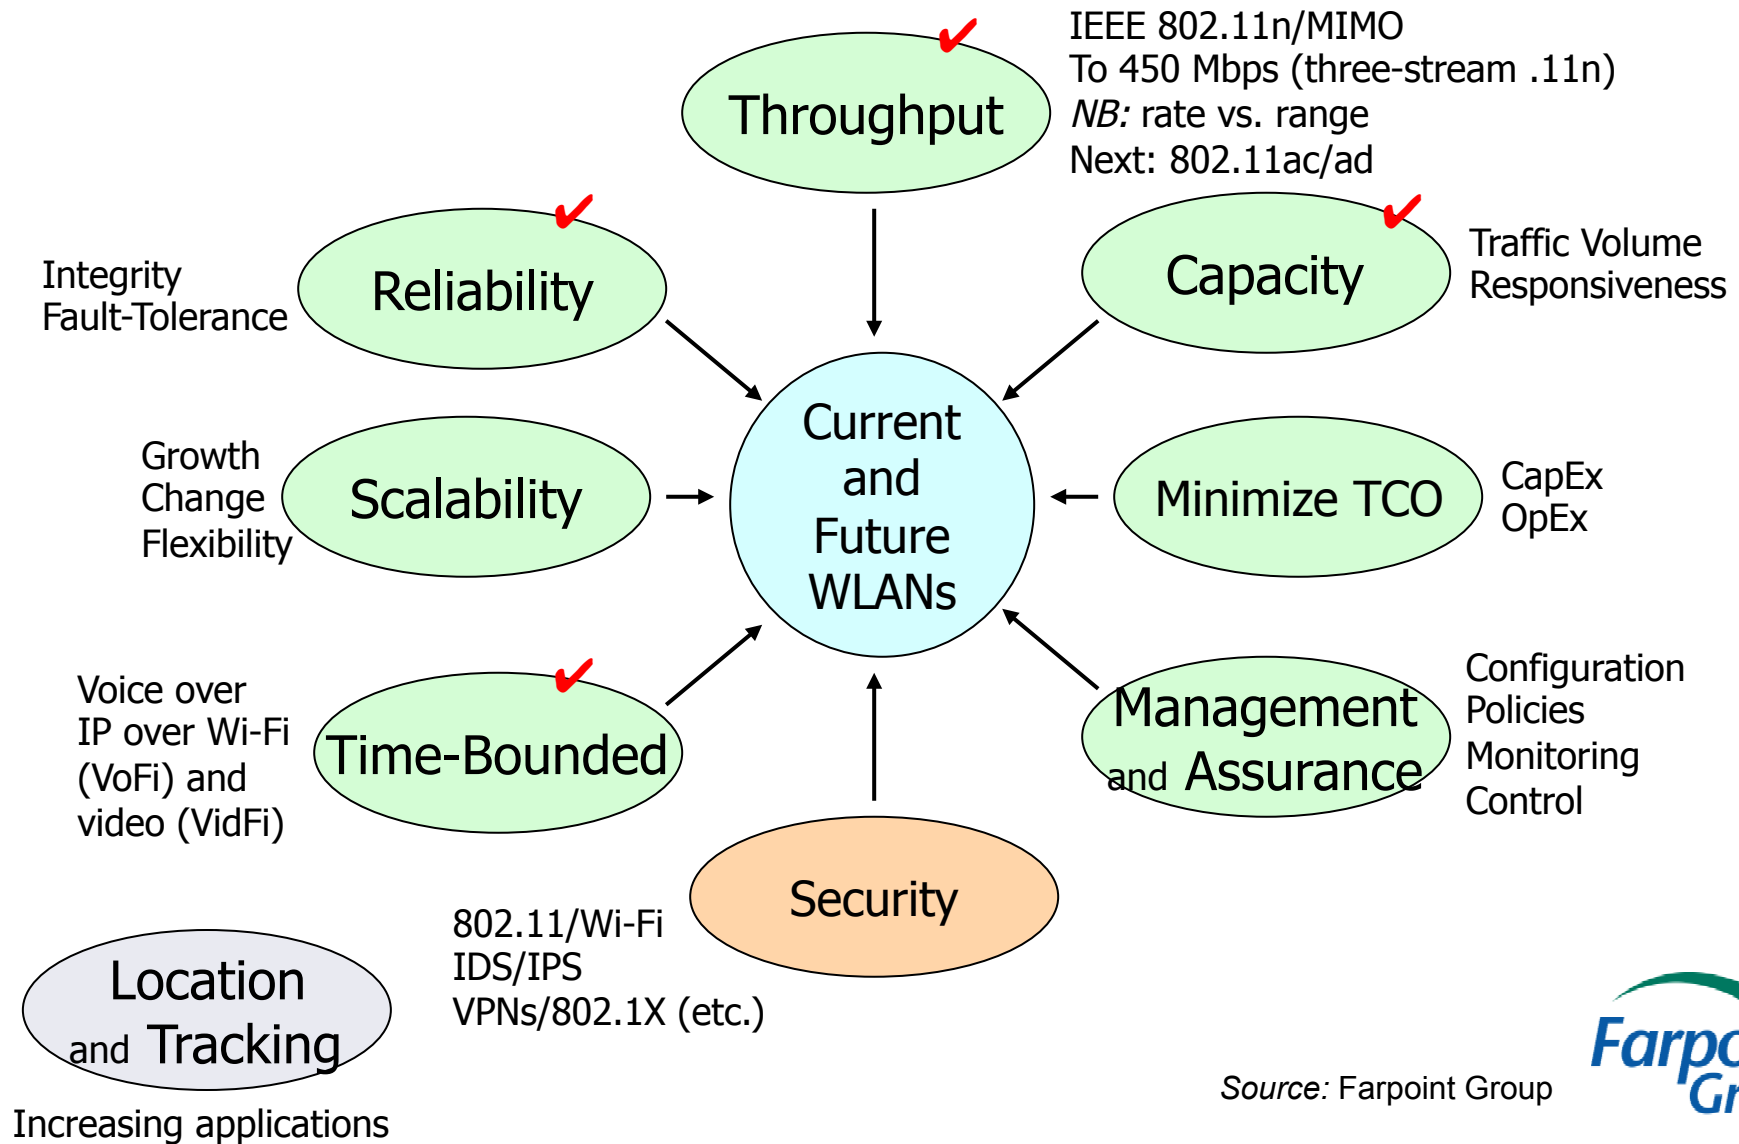 IEEE 802.11n/MIMO
To 450 Mbps (three-stream .11n)
NB: rate vs. range
Next: 802.11ac/ad
Throughput
Reliability
Integrity
Fault-Tolerance
Capacity
Traffic Volume
Responsiveness
Current
and
Future
WLANs
Growth
Change
Flexibility
Scalability
Minimize TCO
CapEx
OpEx
Voice over
IP over Wi-Fi
(VoFi) and
video (VidFi)
Time-Bounded
Management
and Assurance
Configuration
Policies
Monitoring
Control
Security
802.11/Wi-Fi
IDS/IPS
VPNs/802.1X (etc.)
Location
and Tracking
Increasing applications
Source: Farpoint Group